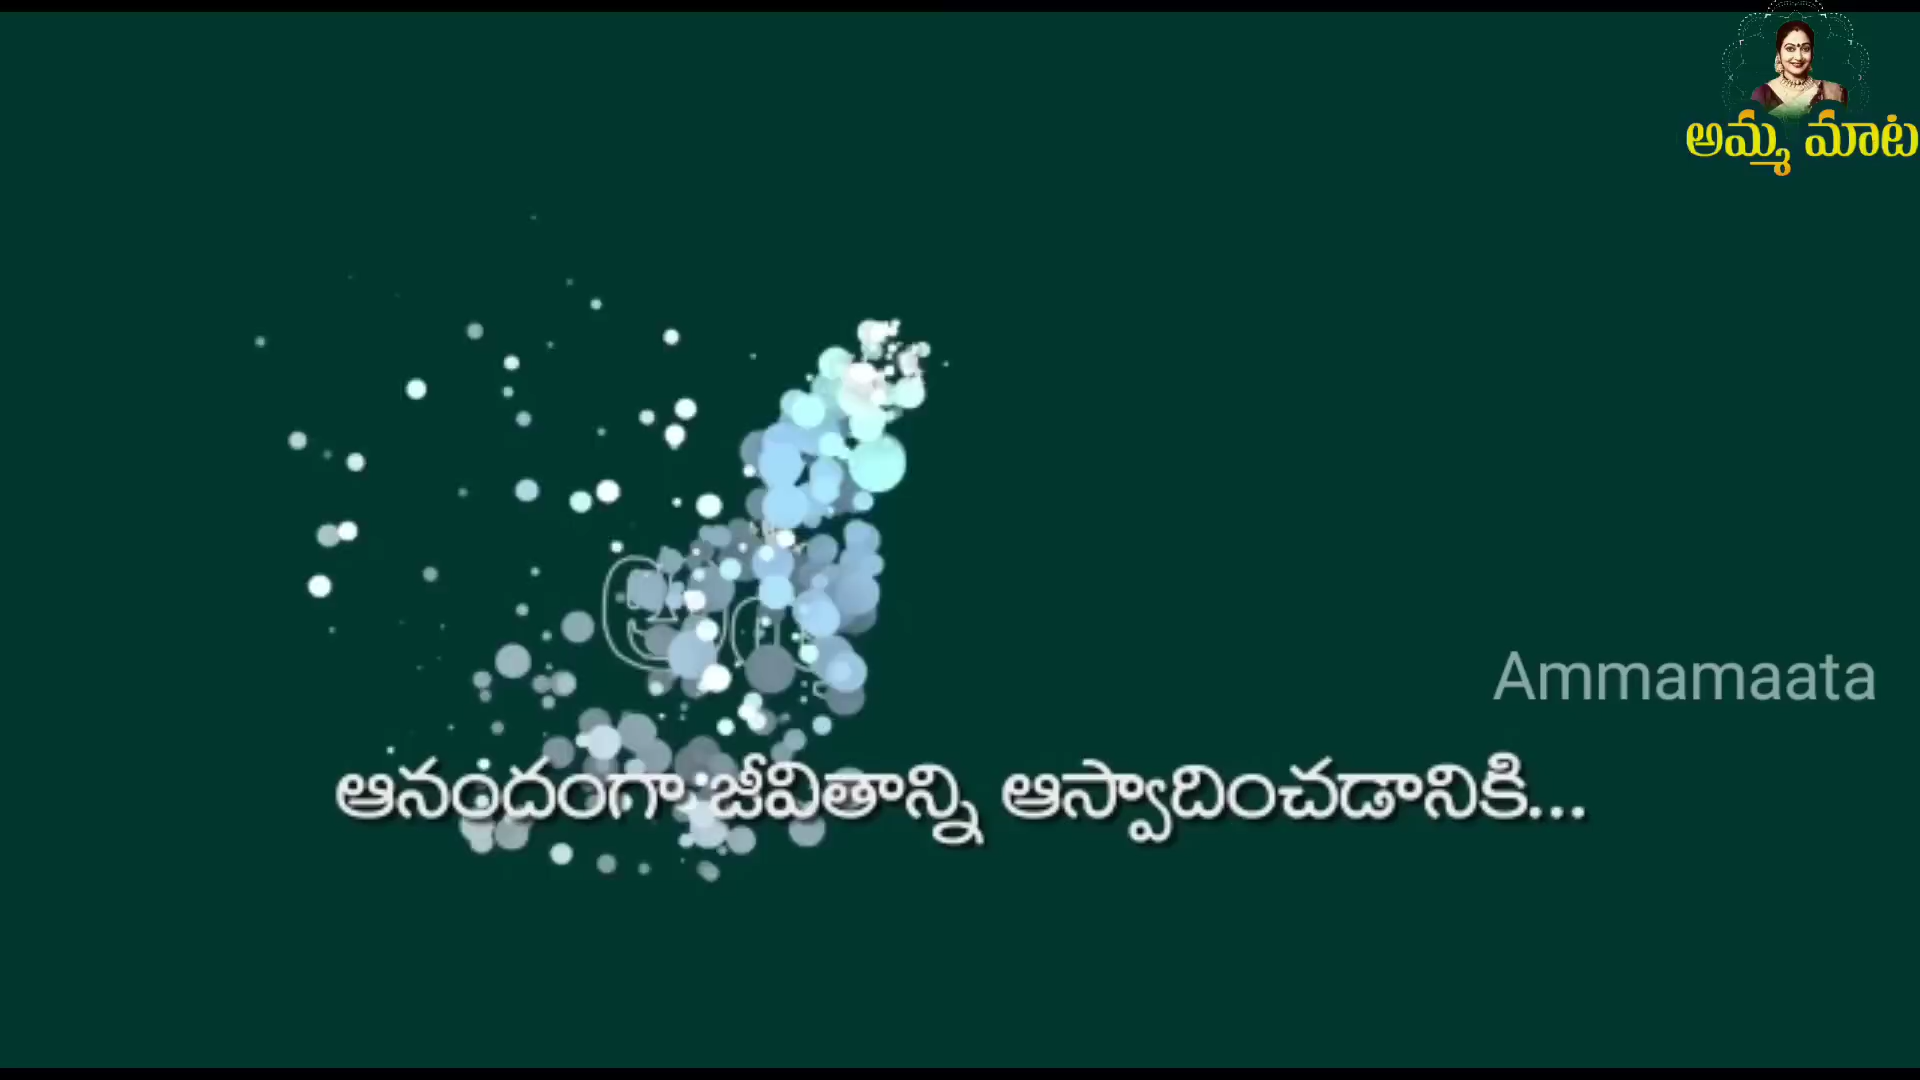 అమ్మ మాట
Ammamaata
ఆనందంగా జీవితాన్ని ఆస్వాదించడానికి...